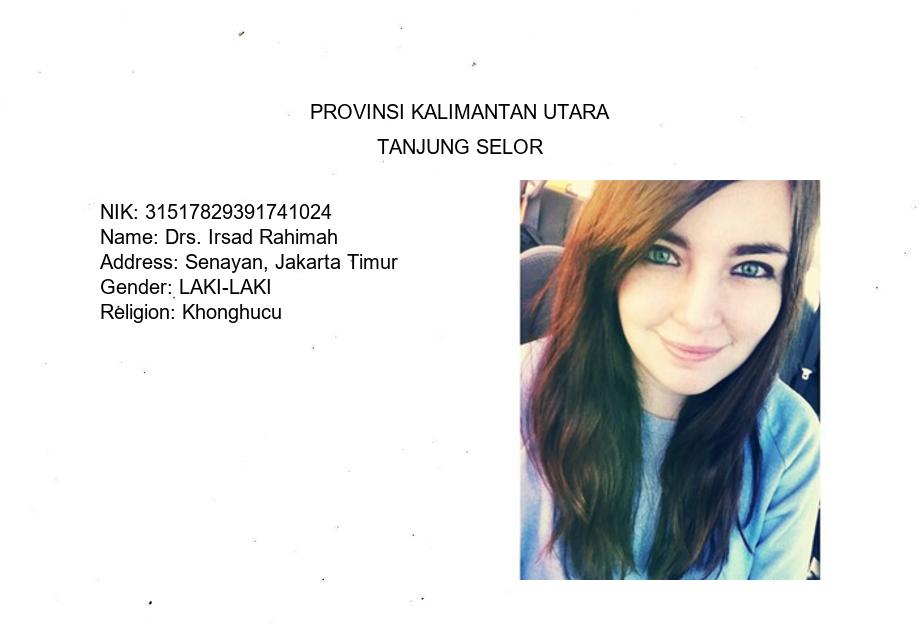 PROVINSI KALIMANTAN UTARA
TANJUNG SELOR
NIK: 31517829391741024
Name: Drs. Irsad Rahimah
Address: Senayan, Jakarta Timur
Gender: LAKI-LAKI
Religion: Khonghucu